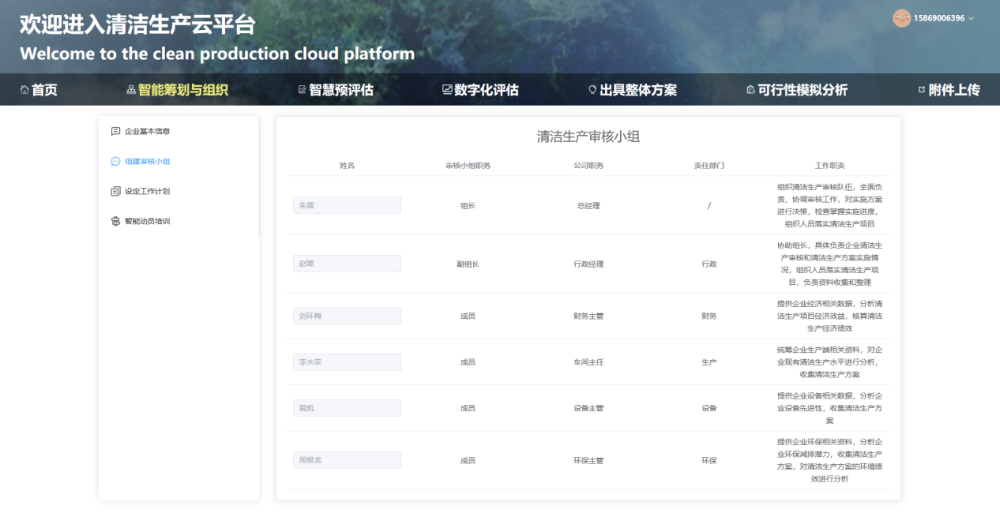 欢迎进入清洁生产云平台
Welcome to the clean production cloud platform
15869006396
首页
智能筹划与组织
智慧预评估
数字化评估
出具整体方案
可行性模拟分析
附件上传
企业基本信息
组建审核小组
设定工作计划
智能动员培训
清洁生产审核小组
姓名 审核小组职务 公司职务 责任部门 工作职责
朱盛 组长 总经理 /
组织清洁生产审核队伍，全面负
责、协调审核工作，对实施方案
进行决策，检查掌握实施进度，
组织人员落实清洁生产项目
赵璐 副组长 行政经理 行政
协助组长，具体负责企业清洁生
产审核和清洁生产方案实施情
况，组织人员落实清洁生产项
目，负责资料收集和整理
刘环梅 成员 财务主管 财务
提供企业经济相关数据，分析清
洁生产项目经济效益，核算清洁
生产经济绩效
李木荣 成员 车间主任 生产
统筹企业生产端相关资料，对企
业现有清洁生产水平进行分析，
收集清洁生产方案
夏凯 成员 设备主管 设备
提供企业设备相关数据，分析企
业设备先进性，收集清洁生产方
案
周银龙 成员 环保主管 环保
提供企业环保相关资料，分析企
业环保减排潜力，收集清洁生产
方案，对清洁生产方案的环境绩
效进行分析